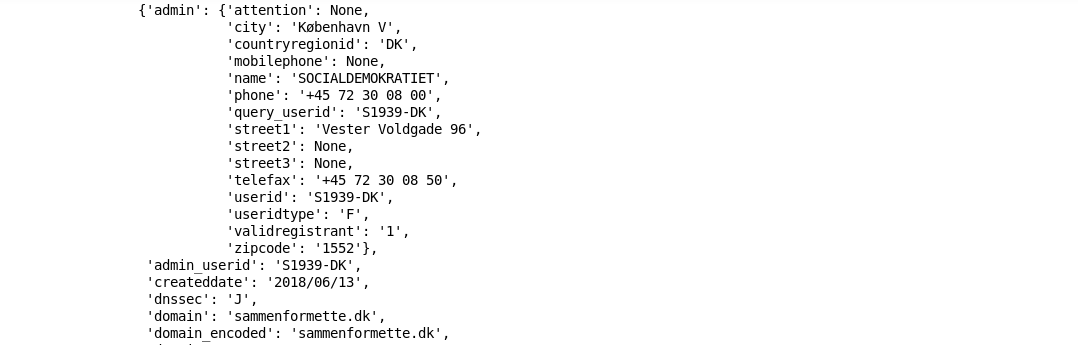 {'admin': {'attention': None,
'city': 'København V',
'countryregionid': 'DK',
'mobilephone': None,
'name': 'SOCIALDEMOKRATIET',
'phone': '+45 72 30 08 00',
'query_userid': 'S1939-DK',
'street1': 'Vester Voldgade 96',
'street2': None,
'street3': None,
'telefax': '+45 72 30 08 50',
'userid': 'S1939-DK',
'useridtype': 'F',
'validregistrant': '1',
'zipcode': '1552'},
'admin_userid': 'S1939-DK',
'createddate': '2018/06/13',
'dnssec': 'J',
'domain': 'sammenformette.dk',
'domain_encoded': 'sammenformette.dk',